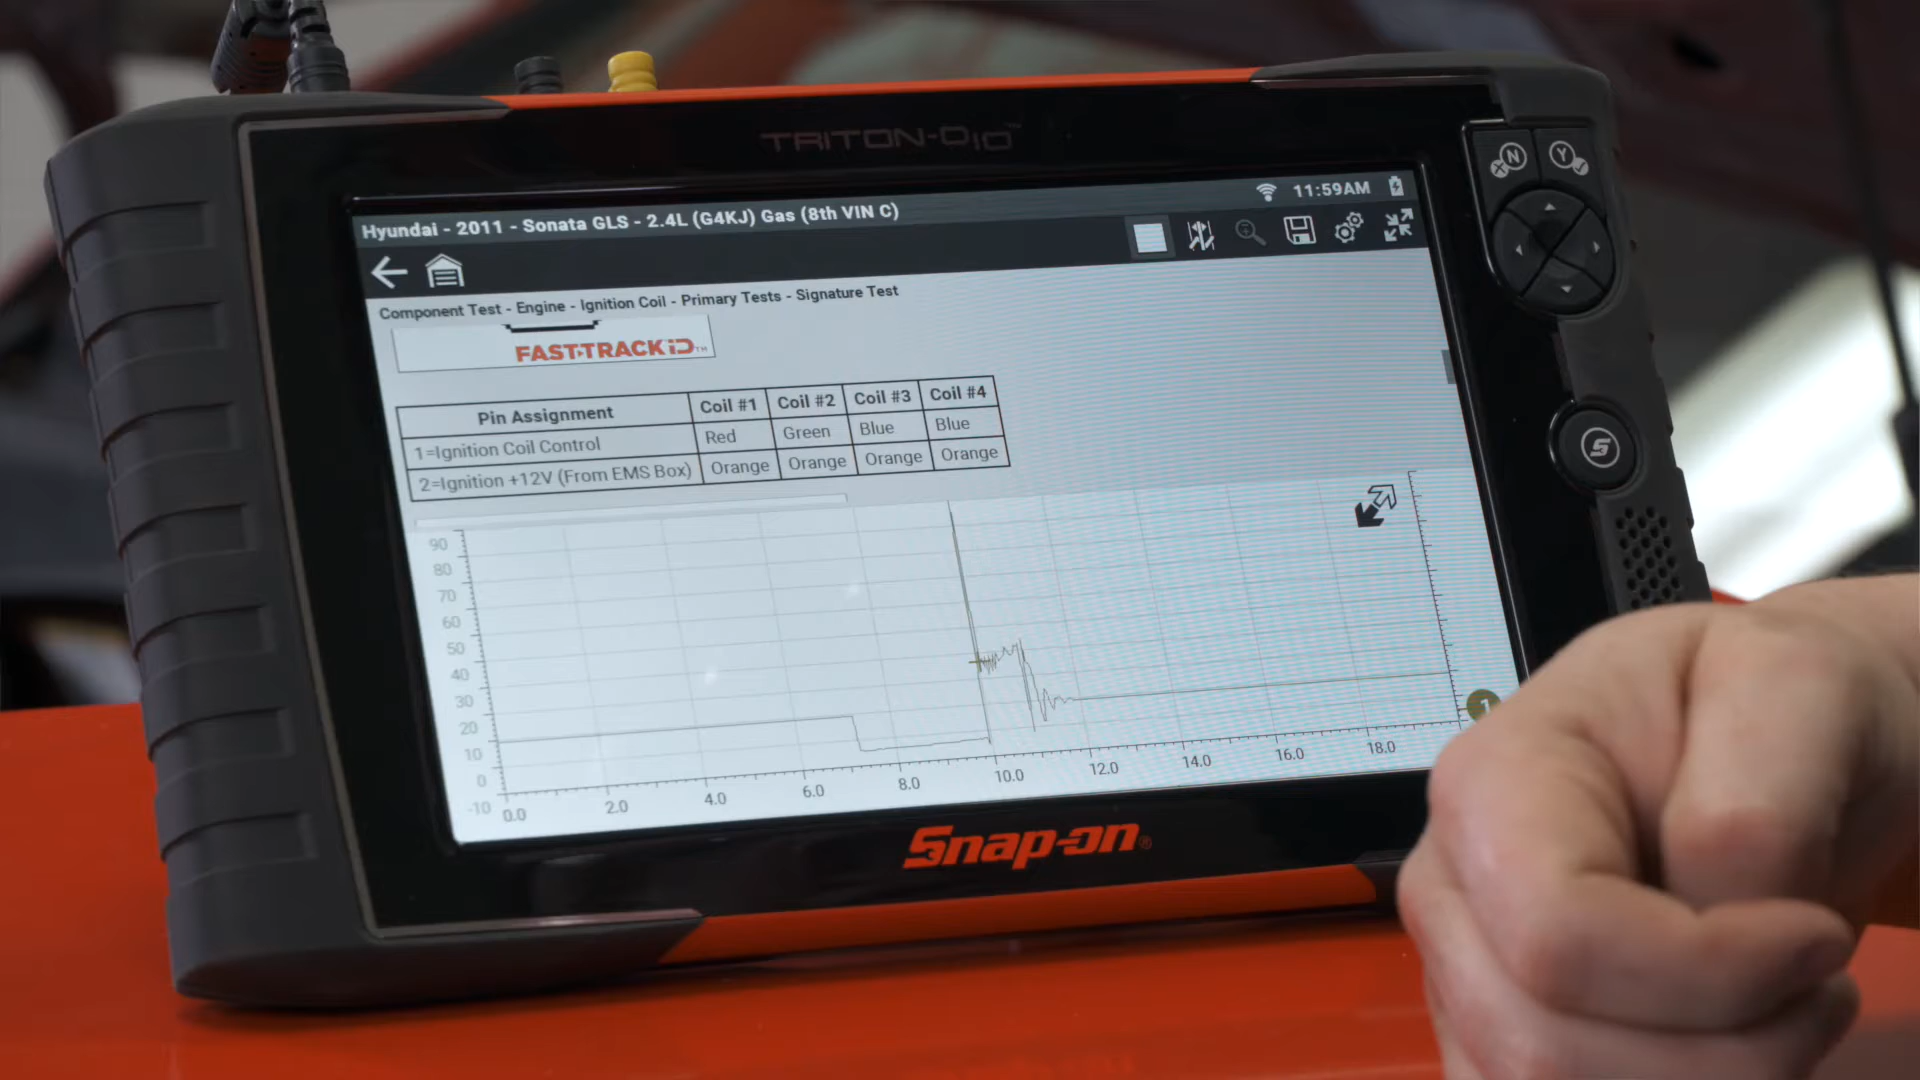 TRITON-D10™
11:59AM
Hyundai - 2011 - Sonata GLS - 2.4L (G4KJ) Gas (8th VIN C)
N Y
Component Test - Engine - Ignition Coil - Primary Tests - Signature Test
FAST-TRACK iD™
Pin Assignment Coil #1 Coil #2 Coil #3 Coil #4
1=Ignition Coil Control Red Green Blue Blue
2=Ignition +12V (From EMS Box) Orange Orange Orange Orange
S
90
80
70
60
50
40
30
20
10
0
-10
1
0.0 2.0 4.0 6.0 8.0 10.0 12.0 14.0 16.0 18.0
Snap-on®